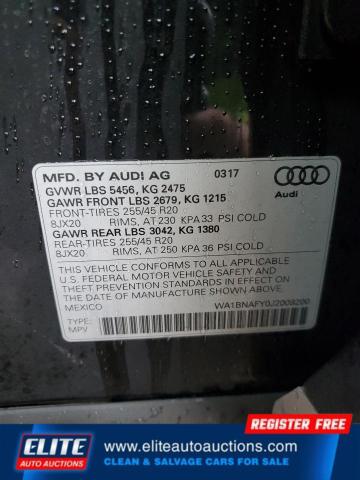 MFD. BY AUDI AG 0317
GVWR LBS 5456, KG 2475
GAWR FRONT LBS 2679, KG 1215
FRONT-TIRES 255/45 R20
8JX20 RIMS, AT 230 KPA 33 PSI COLD
GAWR REAR LBS 3042, KG 1380
REAR-TIRES 255/45 R20
8JX20 RIMS, AT 250 KPA 36 PSI COLD
THIS VEHICLE CONFORMS TO ALL APPLICABLE
U.S. FEDERAL MOTOR VEHICLE SAFETY AND
THEFT PREVENTION STANDARDS IN EFFECT ON
THE DATE OF MANUFACTURE SHOWN ABOVE.
MEXICO WA1BNAFY0J2008200
TYPE:
MPV
Audi
REGISTER FREE
ELITE
AUTO AUCTIONS
www.eliteautoauctions.com
CLEAN & SALVAGE CARS FOR SALE